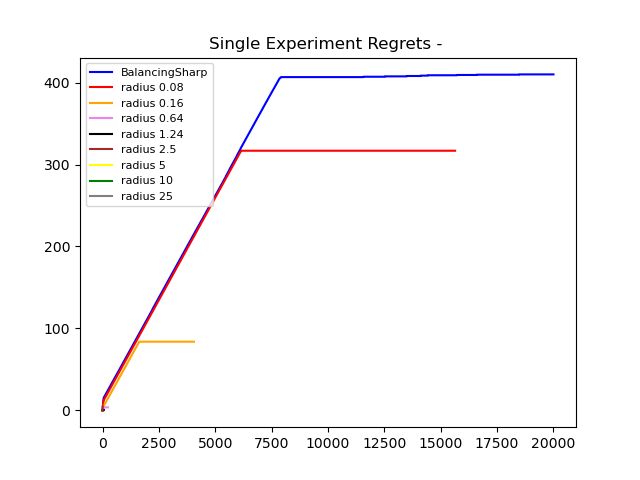 Single Experiment Regrets -
BalancingSharp
radius 0.08
radius 0.16
radius 0.64
radius 1.24
radius 2.5
radius 5
radius 10
radius 25
400
300
200
100
0
0 2500 5000 7500 10000 12500 15000 17500 20000